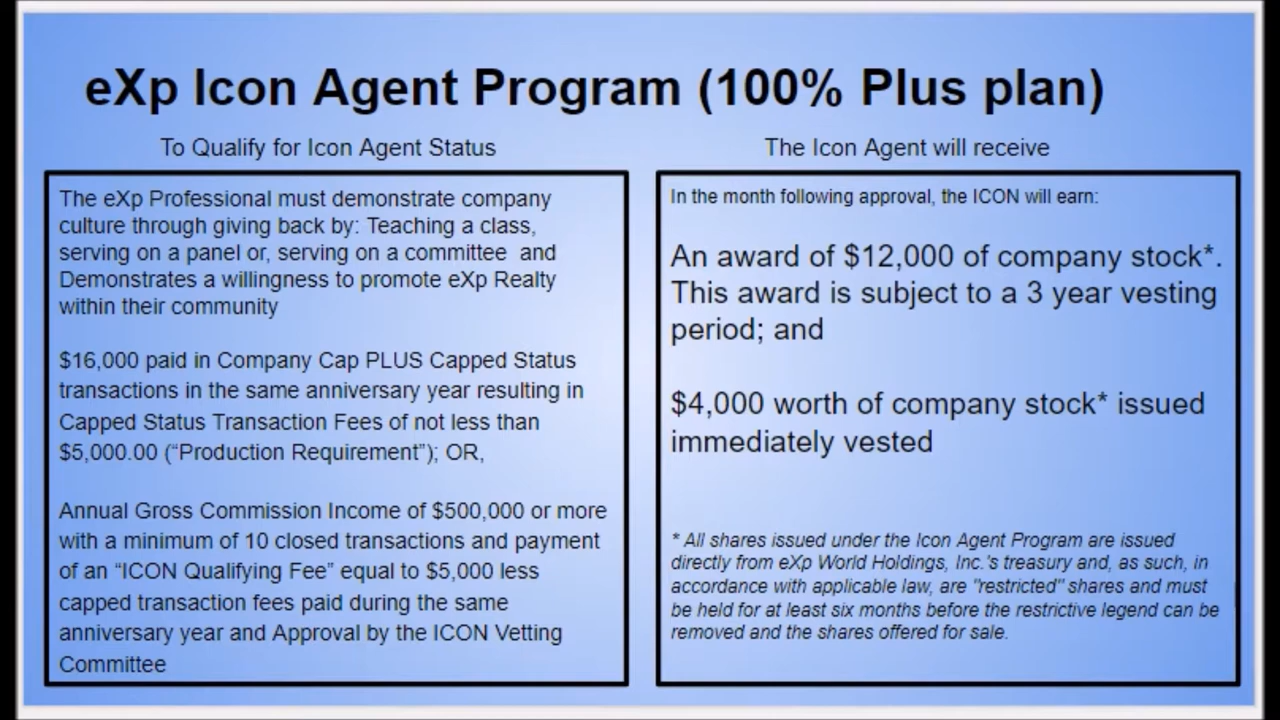 eXp Icon Agent Program (100% Plus plan)
To Qualify for Icon Agent Status
The eXp Professional must demonstrate company
culture through giving back by: Teaching a class,
serving on a panel or, serving on a committee  and
Demonstrates a willingness to promote eXp Realty
within their community
$16,000 paid in Company Cap PLUS Capped Status
transactions in the same anniversary year resulting in
Capped Status Transaction Fees of not less than
$5,000.00 (“Production Requirement”); OR,
Annual Gross Commission Income of $500,000 or more
with a minimum of 10 closed transactions and payment
of an “ICON Qualifying Fee” equal to $5,000 less
capped transaction fees paid during the same
anniversary year and Approval by the ICON Vetting
Committee
The Icon Agent will receive
In the month following approval, the ICON will earn:
An award of $12,000 of company stock*.
This award is subject to a 3 year vesting
period; and
$4,000 worth of company stock* issued
immediately vested
* All shares issued under the Icon Agent Program are issued
directly from eXp World Holdings, Inc.'s treasury and, as such, in
accordance with applicable law, are "restricted" shares and must
be held for at least six months before the restrictive legend can be
removed and the shares offered for sale.